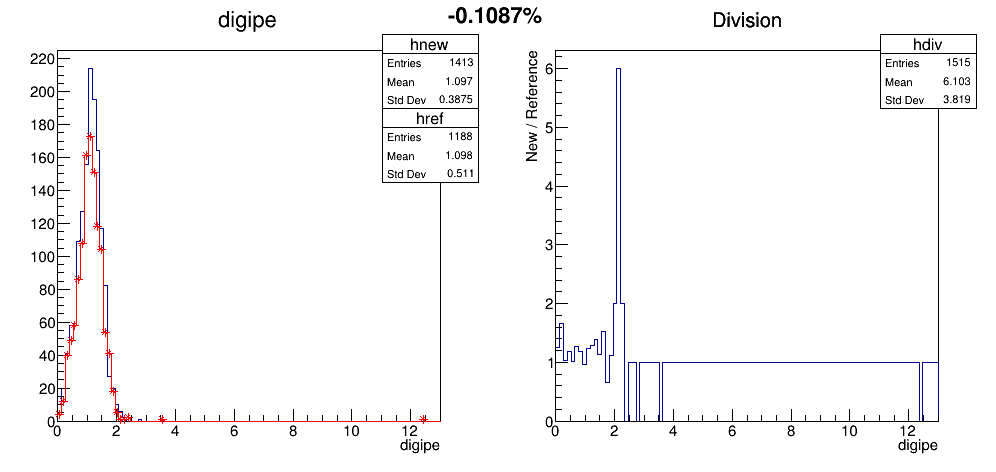 -0.1087%
digipe
hnew
Entries 1413
Mean 1.097
Std Dev 0.3875
href
Entries 1188
Mean 1.098
Std Dev 0.511
220
200
180
160
140
120
100
80
60
40
20
0
0 2 4 6 8 10 12
digipe
Division
hdiv
Entries 1515
Mean 6.103
Std Dev 3.819
New / Reference
6
5
4
3
2
1
0
0 2 4 6 8 10 12
digipe